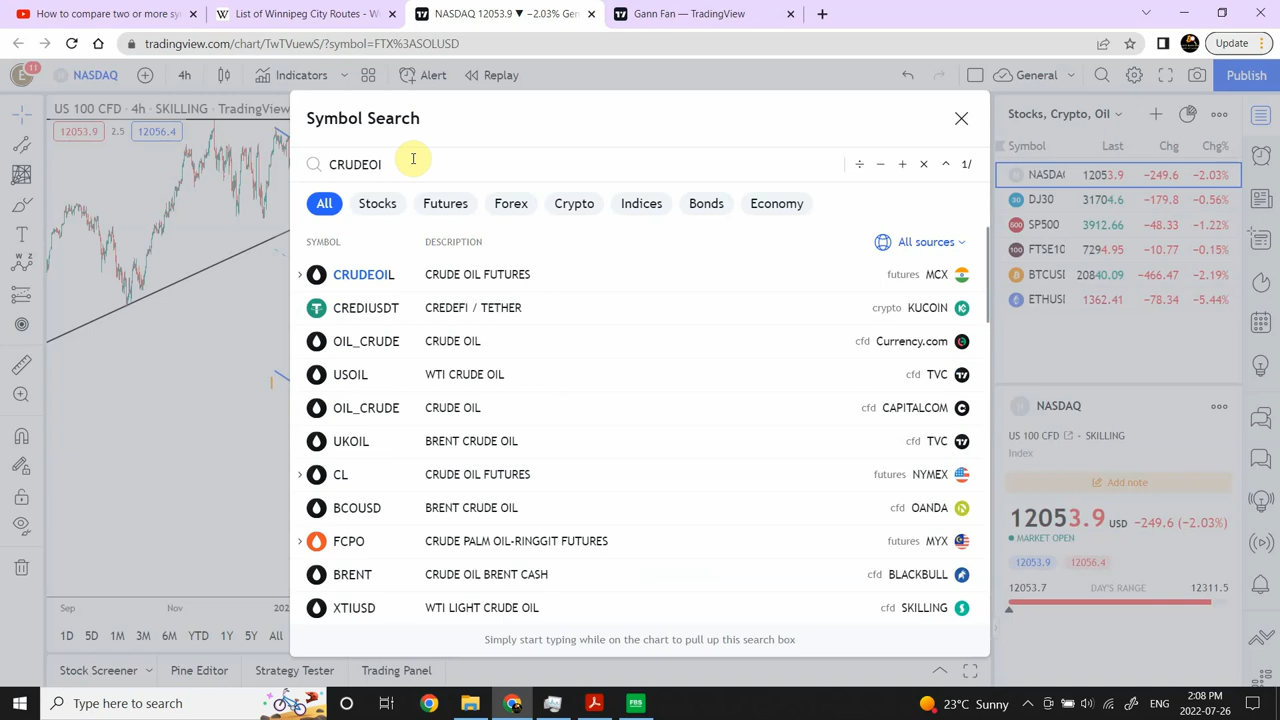 How to compare two or more sy
List of Winnipeg City Routes - W
NASDAQ 12053.9 ▼ −2.03% Gen
Gann Fan — TradingView
tradingview.com/chart/TwTVuewS/?symbol=FTX%3ASOLUSD
Update
E 11
NASDAQ
4h
Indicators
Alert
Replay
General
Publish
US 100 CFD · 4h · SKILLING · TradingView
12053.9
2.5
12056.4
Symbol Search
CRUDEOI
1/
All
Stocks
Futures
Forex
Crypto
Indices
Bonds
Economy
SYMBOL
DESCRIPTION
All sources
CRUDEOIL CRUDE OIL FUTURES futures MCX
CREDIUSDT CREDEFI / TETHER crypto KUCOIN
OIL_CRUDE CRUDE OIL cfd Currency.com
USOIL WTI CRUDE OIL cfd TVC
OIL_CRUDE CRUDE OIL cfd CAPITALCOM
UKOIL BRENT CRUDE OIL cfd TVC
CL CRUDE OIL FUTURES futures NYMEX
BCOUSD BRENT CRUDE OIL cfd OANDA
FCPO CRUDE PALM OIL-RINGGIT FUTURES futures MYX
BRENT CRUDE OIL BRENT CASH cfd BLACKBULL
XTIUSD WTI LIGHT CRUDE OIL cfd SKILLING
Simply start typing while on the chart to pull up this search box
Stocks, Crypto, Oil
Symbol Last Chg Chg%
NASDA 12053.9 −249.6 −2.03%
30 DJ30 31704.6 −179.8 −0.56%
500 SP500 3912.66 −48.33 −1.22%
100 FTSE10 7294.95 −10.77 −0.15%
BTCUS 20840.09 −466.47 −2.19%
ETHUS 1362.41 −78.34 −5.44%
NASDAQ
US 100 CFD · SKILLING
Index
Add note
12053.9 USD −249.6 (−2.03%)
MARKET OPEN
12053.9
12056.4
12053.7 DAY'S RANGE 12311.5
Sep
Nov
202
1D 5D 1M 3M 6M YTD 1Y 5Y All
Stock Screener
Pine Editor
Strategy Tester
Trading Panel
Type here to search
FBS
23°C Sunny
ENG
2:08 PM
2022-07-26